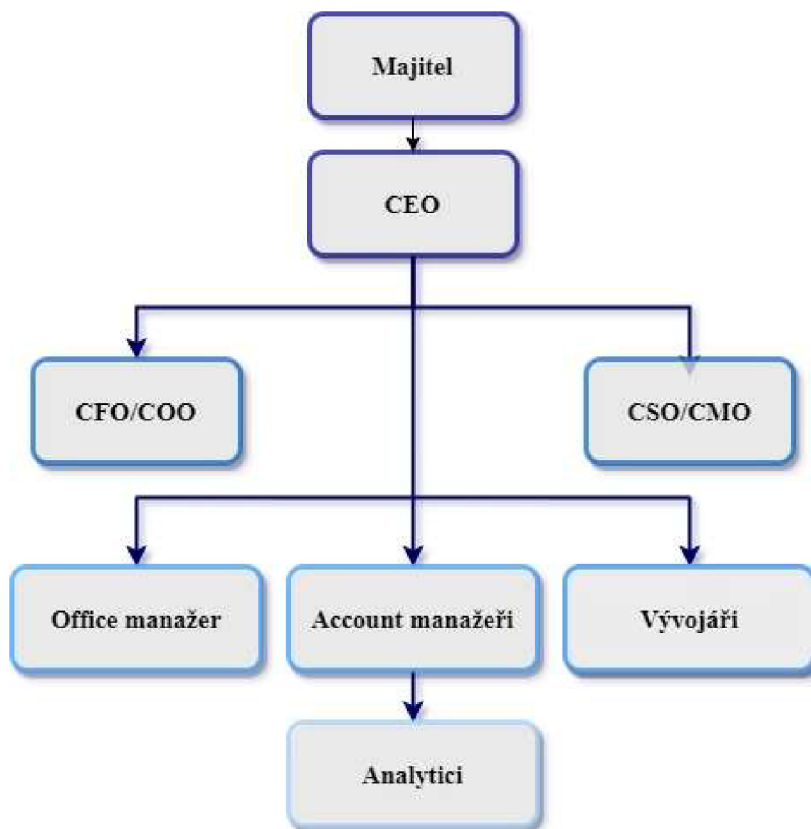 Majitel
CEO
CFO/COO
CSO/CMO
Office manažer
Account manažeři
Vývojáři
Analytici